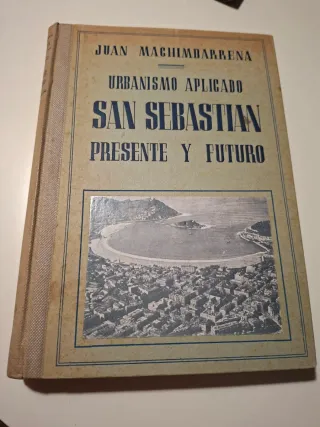 JUAN MACHIMBARRENA
URBANISMO APLICADO
SAN SEBASTIAN
PRESENTE Y FUTURO